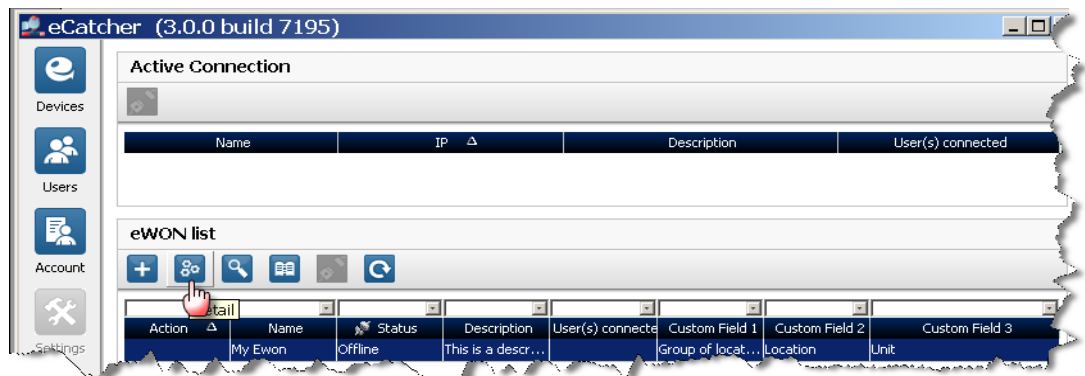 eCatcher (3.0.0 build 7195)
Active Connection
Devices
Name IP Description User(s) connected
Users
eWON list
Account
etail
Action Name Status Description User(s) connecte Custom Field 1 Custom Field 2 Custom Field 3
Settings
My Ewon Offline This is a descr... Group of locat... Location Unit